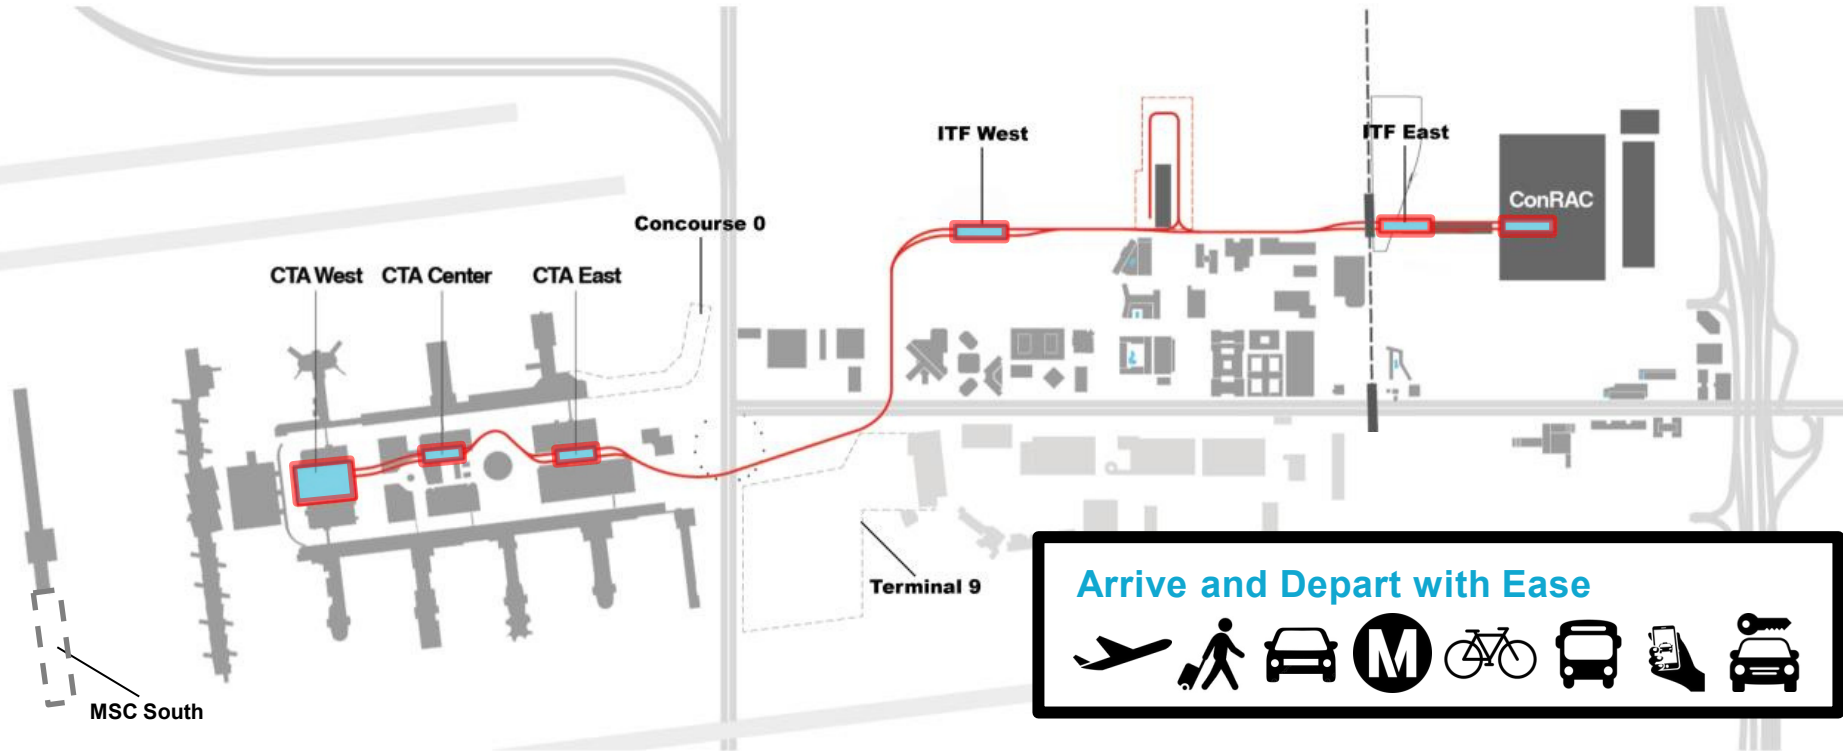 ITF West
ITF East
ConRAC
Concourse 0
CTA West
CTA Center
CTA East
Terminal 9
Arrive and Depart with Ease
M
MSC South